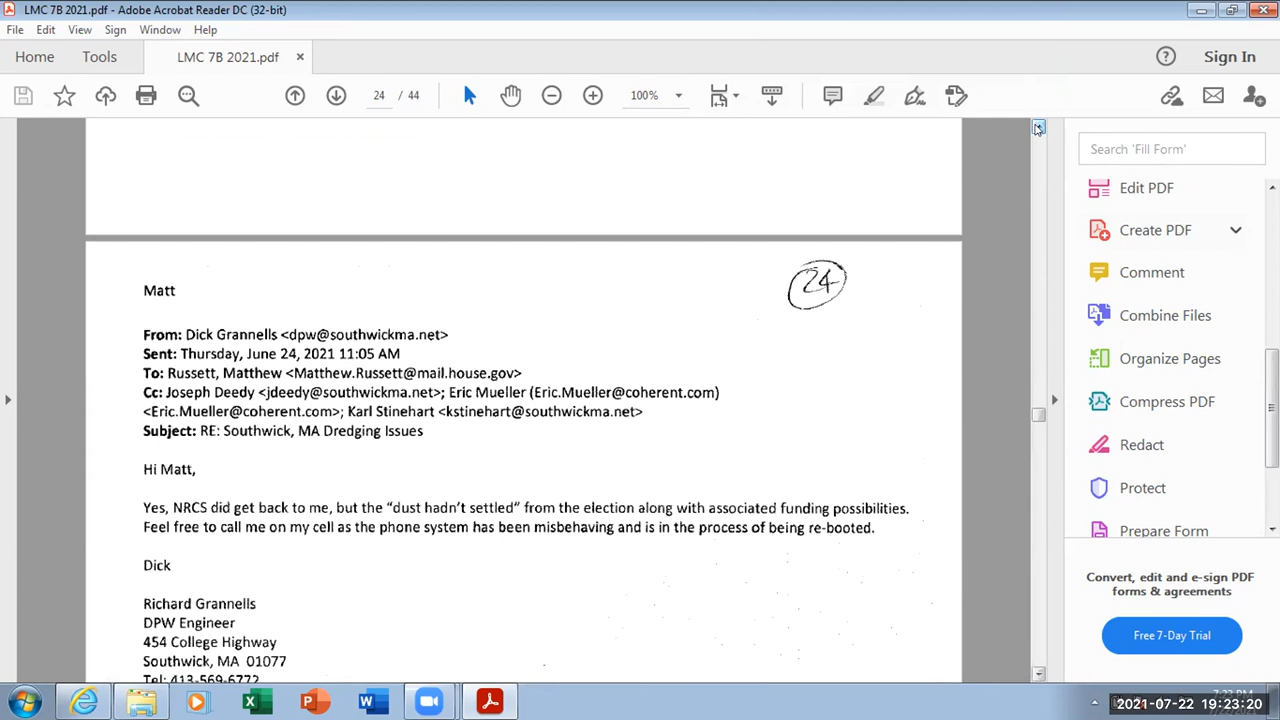 LMC 7B 2021.pdf - Adobe Acrobat Reader DC (32-bit)
File Edit View Sign Window Help
Home Tools LMC 7B 2021.pdf × Sign In
24 / 44 100%
Search 'Fill Form'
Edit PDF
Create PDF
Comment
Combine Files
Organize Pages
Compress PDF
Redact
Protect
Prepare Form
Convert, edit and e-sign PDF
forms & agreements
Free 7-Day Trial
24
Matt
From: Dick Grannells <dpw@southwickma.net>
Sent: Thursday, June 24, 2021 11:05 AM
To: Russett, Matthew <Matthew.Russett@mail.house.gov>
Cc: Joseph Deedy <jdeedy@southwickma.net>; Eric Mueller (Eric.Mueller@coherent.com)
<Eric.Mueller@coherent.com>; Karl Stinehart <kstinehart@southwickma.net>
Subject: RE: Southwick, MA Dredging Issues
Hi Matt,
Yes, NRCS did get back to me, but the “dust hadn’t settled” from the election along with associated funding possibilities.
Feel free to call me on my cell as the phone system has been misbehaving and is in the process of being re-booted.
Dick
Richard Grannells
DPW Engineer
454 College Highway
Southwick, MA 01077
Tel: 413-569-6772
2021-07-22 19:23:20